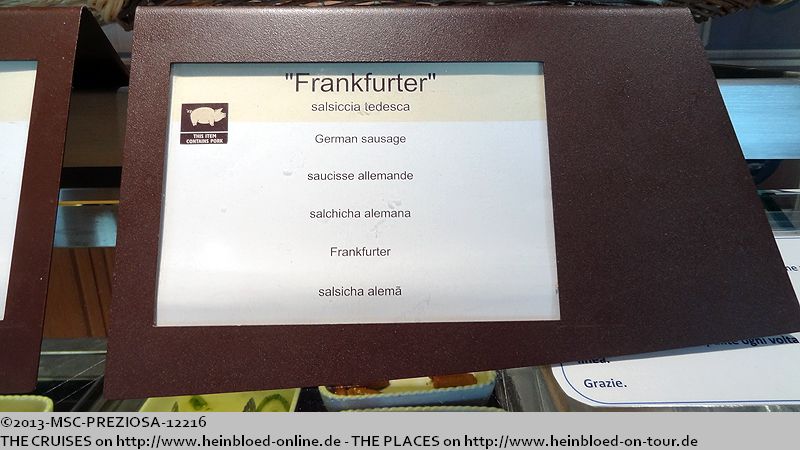 "Frankfurter"
salsiccia tedesca
THIS ITEM
CONTAINS PORK
German sausage
saucisse allemande
salchicha alemana
Frankfurter
salsicha alemã
ogni volta
Grazie.
©2013-MSC-PREZIOSA-12216
THE CRUISES on http://www.heinbloed-online.de - THE PLACES on http://www.heinbloed-on-tour.de